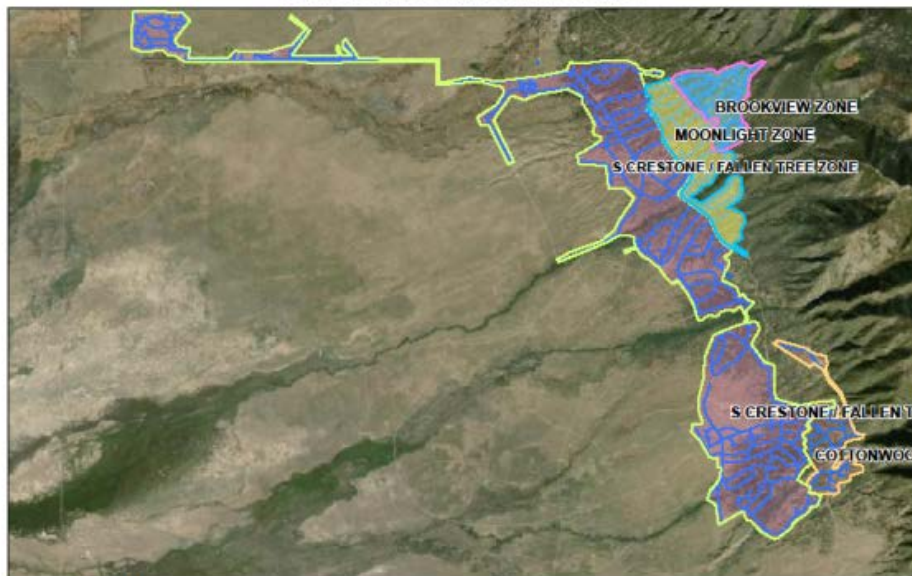 BROOKVIEW ZONE
MOONLIGHT ZONE
S CRESTONE / FALLEN TREE ZONE
S CRESTONE / FALLEN T
COTTONWOO